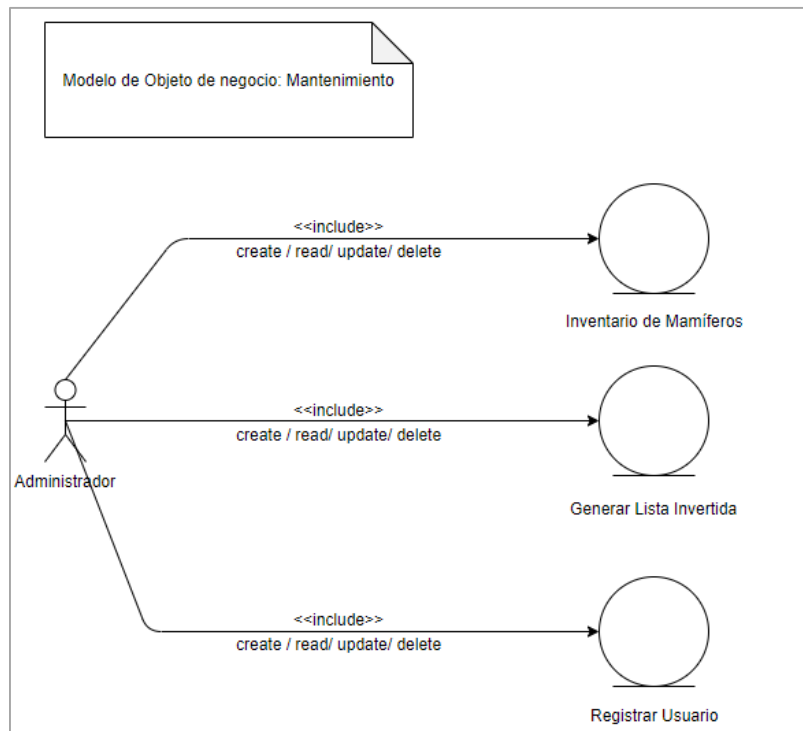 Modelo de Objeto de negocio: Mantenimiento
<<include>>
create / read/ update/ delete
Inventario de Mamíferos
<<include>>
create / read/ update/ delete
Administrador
Generar Lista Invertida
<<include>>
create / read/ update/ delete
Registrar Usuario